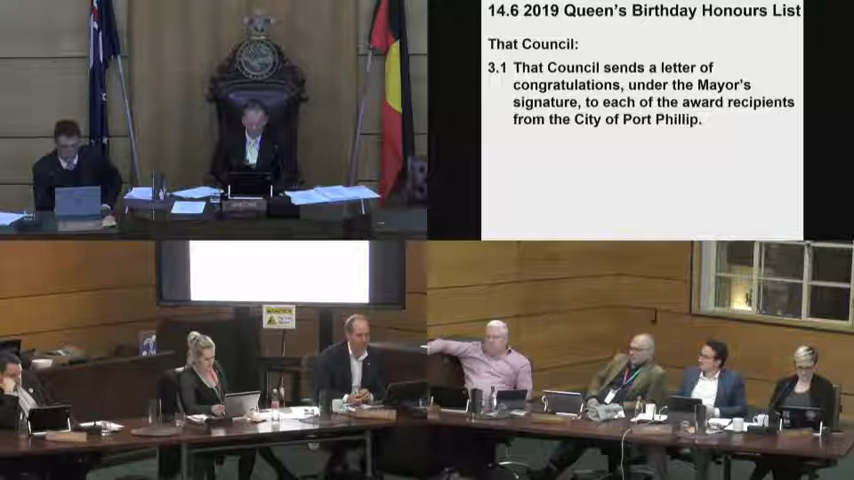 14.6 2019 Queen's Birthday Honours List
That Council:
3.1 That Council sends a letter of
congratulations, under the Mayor's
signature, to each of the award recipients
from the City of Port Phillip.